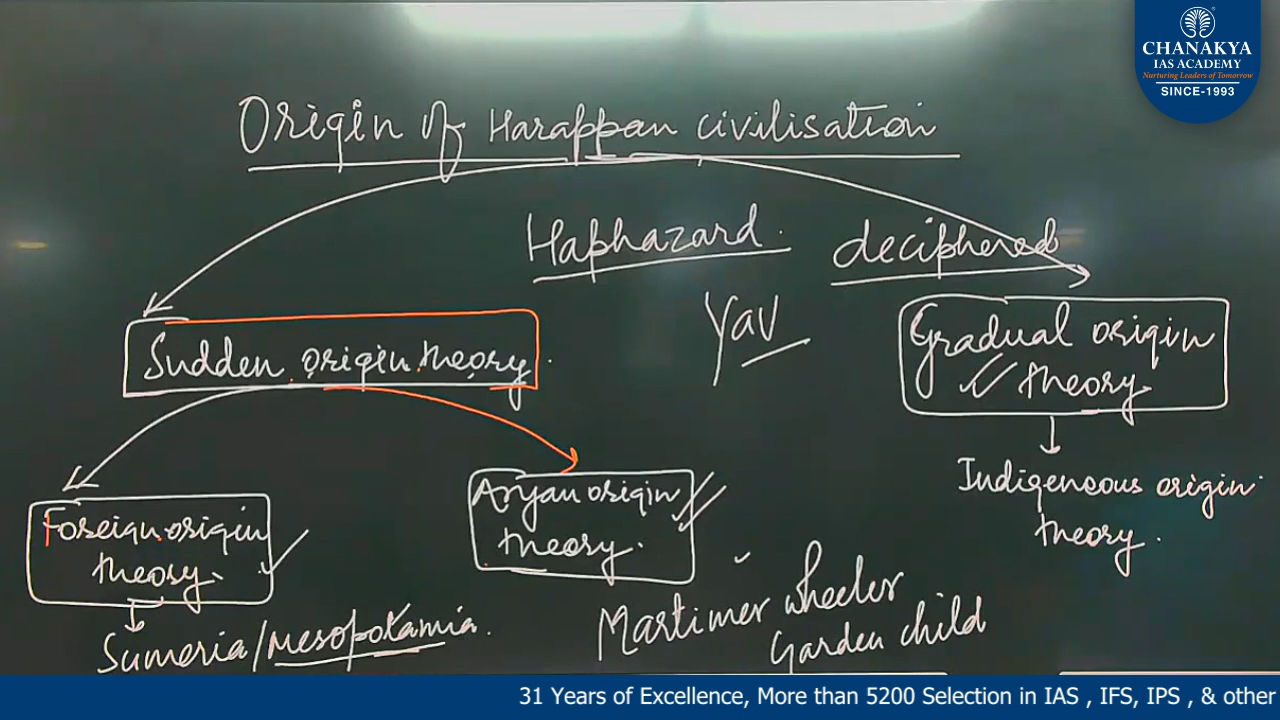 CHANAKYA
IAS ACADEMY
Nurturing Leaders of Tomorrow
SINCE-1993
Origin of Harappan civilisation
Haphazard.
deciphered
Yav
Sudden origin theory.
Gradual origin
theory.
Foreign origin
theory.
Aryan origin
theory.
Indigeneous origin
theory.
Sumeria/Mesopotamia.
Martimer wheeler
Garden child
31 Years of Excellence, More than 5200 Selection in IAS , IFS, IPS , & other